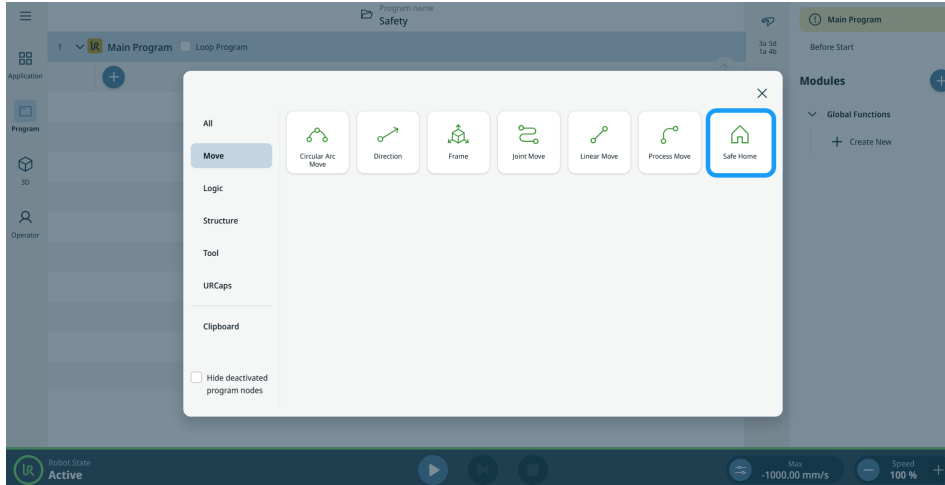 Program name
Safety
1 UR Main Program Loop Program
3a 5d
1a 4b
Main Program
Before Start
Modules
Global Functions
Create New
Application
Program
3D
Operator
All
Move
Logic
Structure
Tool
URCaps
Clipboard
Hide deactivated
program nodes
Circular Arc
Move
Direction
Frame
Joint Move
Linear Move
Process Move
Safe Home
UR
Robot State
Active
Max
-1000.00 mm/s
Speed
100 %